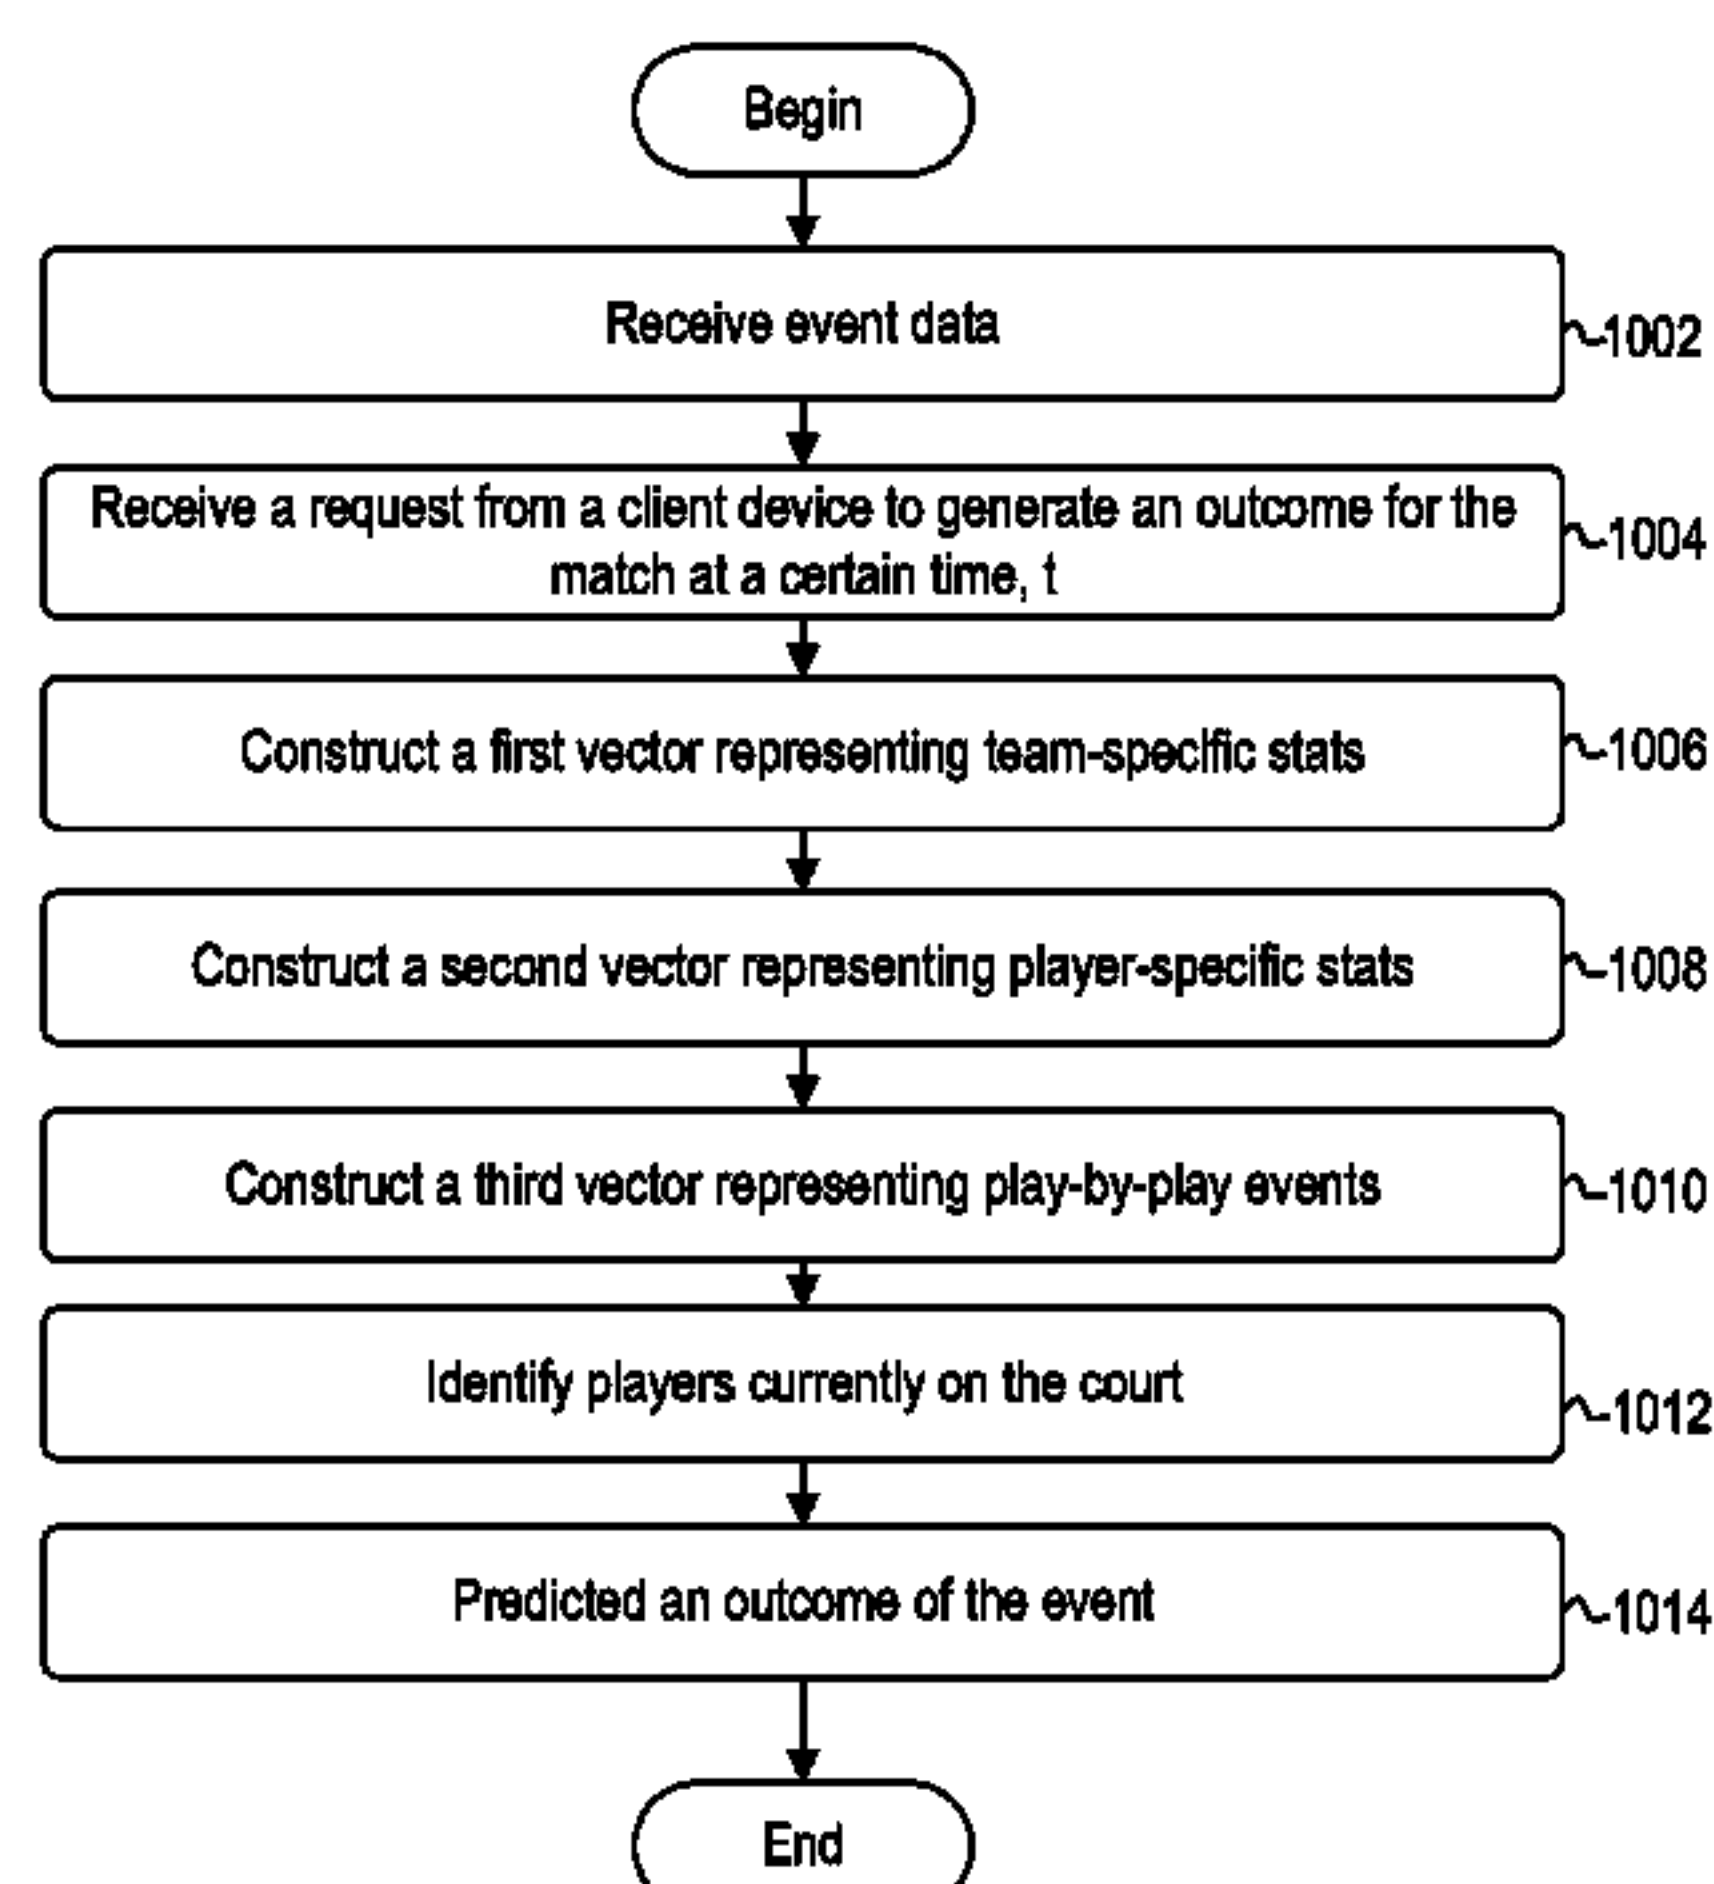 Begin
Receive event data
1002
Receive a request from a client device to generate an outcome for the
match at a certain time, t
1004
Construct a first vector representing team-specific stats
1006
Construct a second vector representing player-specific stats
1008
Construct a third vector representing play-by-play events
1010
Identify players currently on the court
1012
Predicted an outcome of the event
1014
End